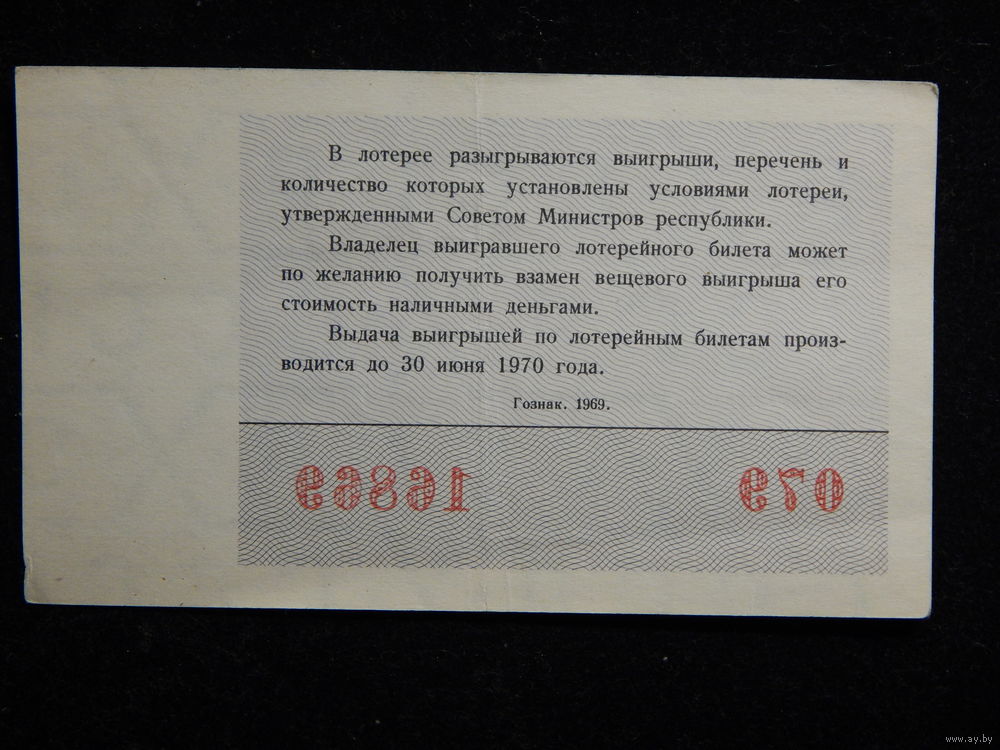 В лотерее разыгрываются выигрыши, перечень и
количество которых установлены условиями лотереи,
утвержденными Советом Министров республики.
Владелец выигравшего лотерейного билета может
по желанию получить взамен вещевого выигрыша его
стоимость наличными деньгами.
Выдача выигрышей по лотерейным билетам произ-
водится до 30 июня 1970 года.
Гознак. 1969.
16869 079
www.ay.by